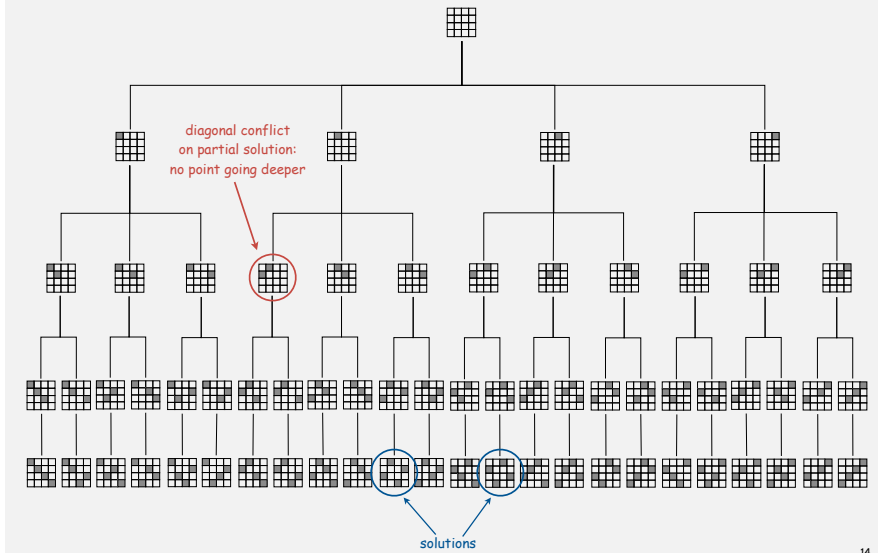 diagonal conflict
on partial solution:
no point going deeper
solutions
14